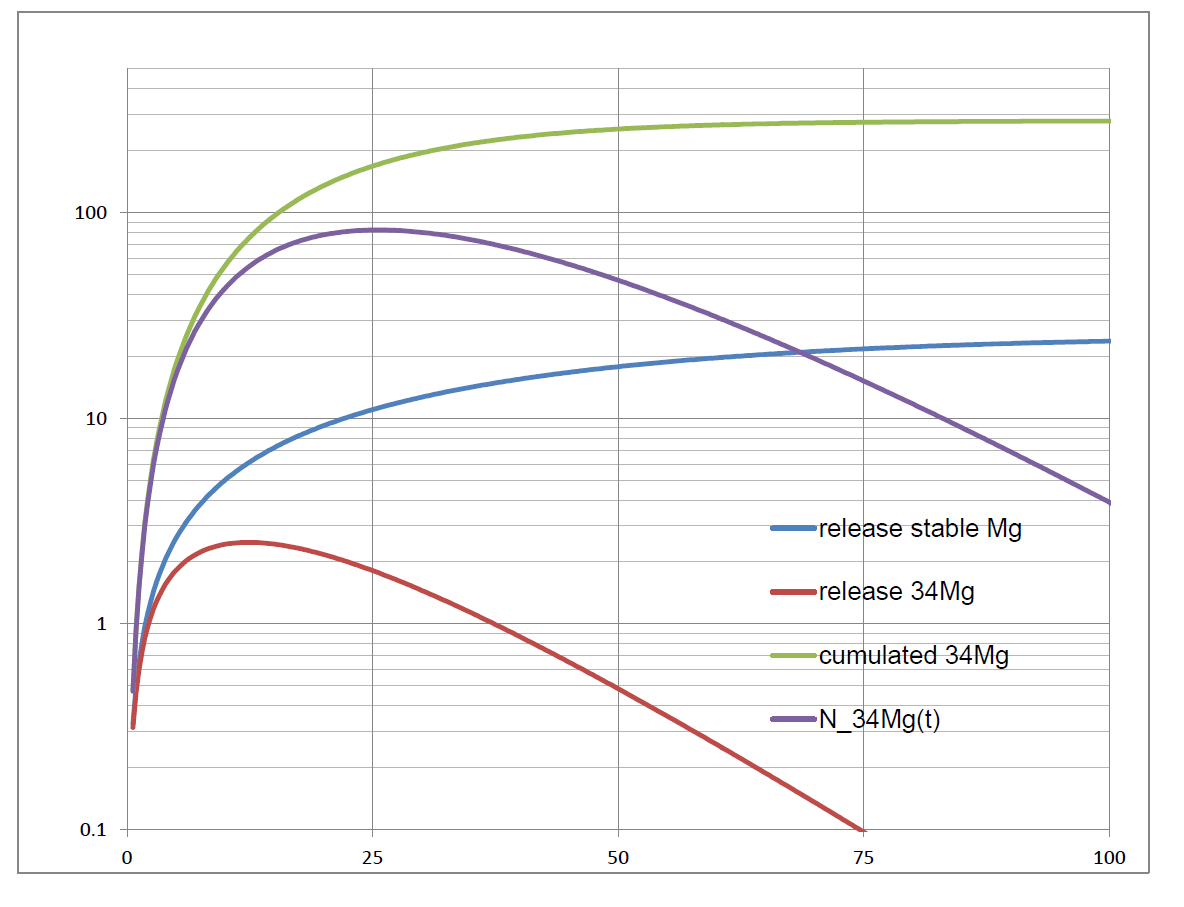 100
10
1
0.1
0 25 50 75 100
release stable Mg
release 34Mg
cumulated 34Mg
N_34Mg(t)